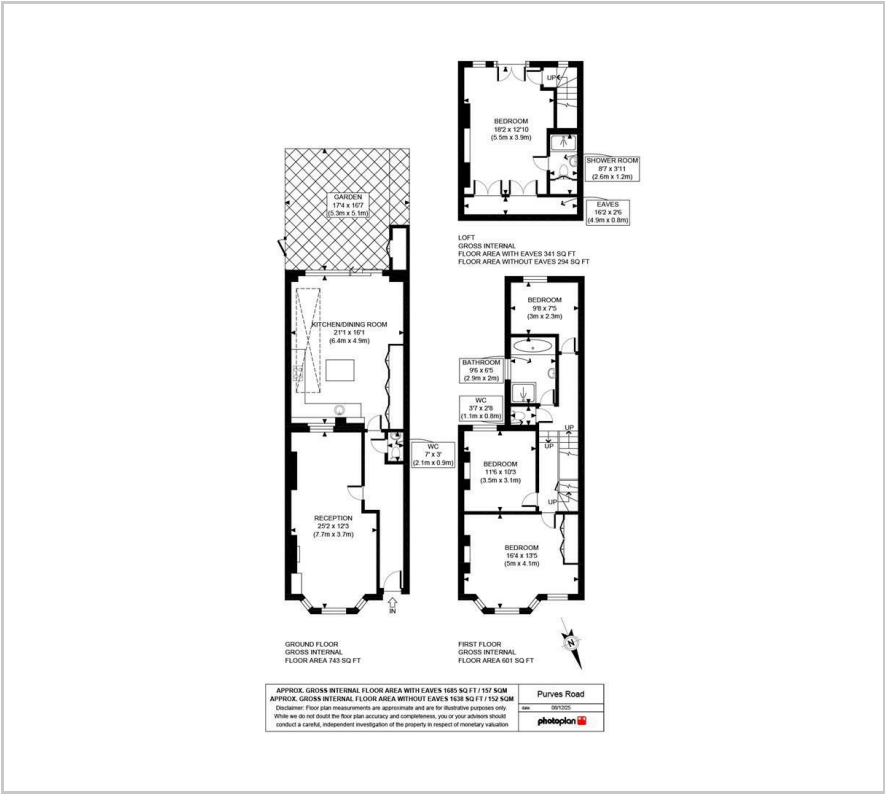 UP
BEDROOM
18'2 x 12'10
(5.5m x 3.9m)
SHOWER ROOM
8'7 x 3'11
(2.6m x 1.2m)
EAVES
16'2 x 2'6
(4.9m x 0.8m)
LOFT
GROSS INTERNAL
FLOOR AREA WITH EAVES 341 SQ FT
FLOOR AREA WITHOUT EAVES 294 SQ FT
GARDEN
17'4 x 16'7
(5.3m x 5.1m)
KITCHEN/DINING ROOM
21'1 x 16'1
(6.4m x 4.9m)
WC
7' x 3'
(2.1m x 0.9m)
RECEPTION
25'2 x 12'3
(7.7m x 3.7m)
IN
GROUND FLOOR
GROSS INTERNAL
FLOOR AREA 743 SQ FT
BEDROOM
9'8 x 7'5
(3m x 2.3m)
BATHROOM
9'6 x 6'5
(2.9m x 2m)
WC
3'7 x 2'8
(1.1m x 0.8m)
UP
UP
BEDROOM
11'6 x 10'3
(3.5m x 3.1m)
UP
BEDROOM
16'4 x 13'5
(5m x 4.1m)
FIRST FLOOR
GROSS INTERNAL
FLOOR AREA 601 SQ FT
N
APPROX. GROSS INTERNAL FLOOR AREA WITH EAVES 1685 SQ FT / 157 SQM
APPROX. GROSS INTERNAL FLOOR AREA WITHOUT EAVES 1638 SQ FT / 152 SQM
Disclaimer: Floor plan measurements are approximate and are for illustrative purposes only.
While we do not doubt the floor plan accuracy and completeness, you or your advisors should
conduct a careful, independent investigation of the property in respect of monetary valuation
Purves Road
date 08/12/25
photoplan